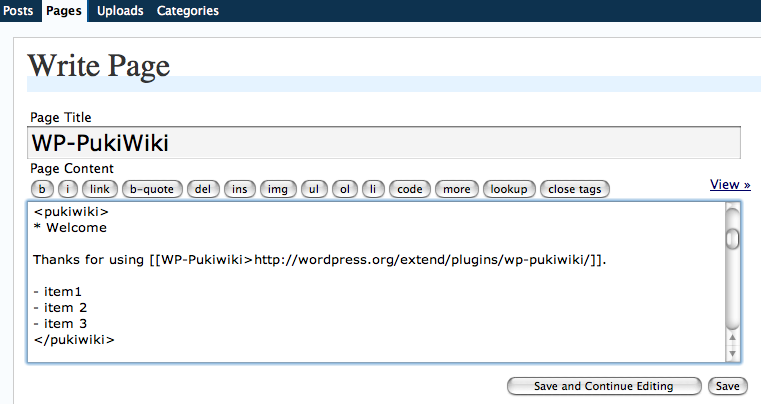 Posts Pages Uploads Categories
Write Page
Page Title
WP-PukiWiki
Page Content
b i link b-quote del ins img ul ol li code more lookup close tags View »
<pukiwiki>
* Welcome
Thanks for using [[WP-Pukiwiki>http://wordpress.org/extend/plugins/wp-pukiwiki/]].
- item1
- item 2
- item 3
</pukiwiki>
Save and Continue Editing Save